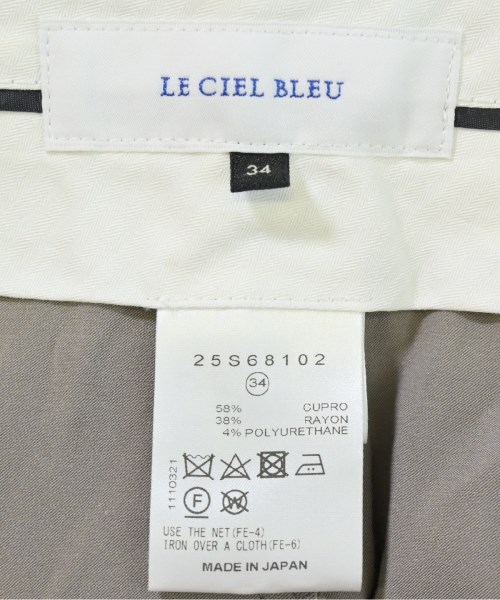 LE CIEL BLEU
34
25S68102
34
58% CUPRO
38% RAYON
4% POLYURETHANE
1110321
F
W
USE THE NET(FE-4)
IRON OVER A CLOTH(FE-6)
MADE IN JAPAN